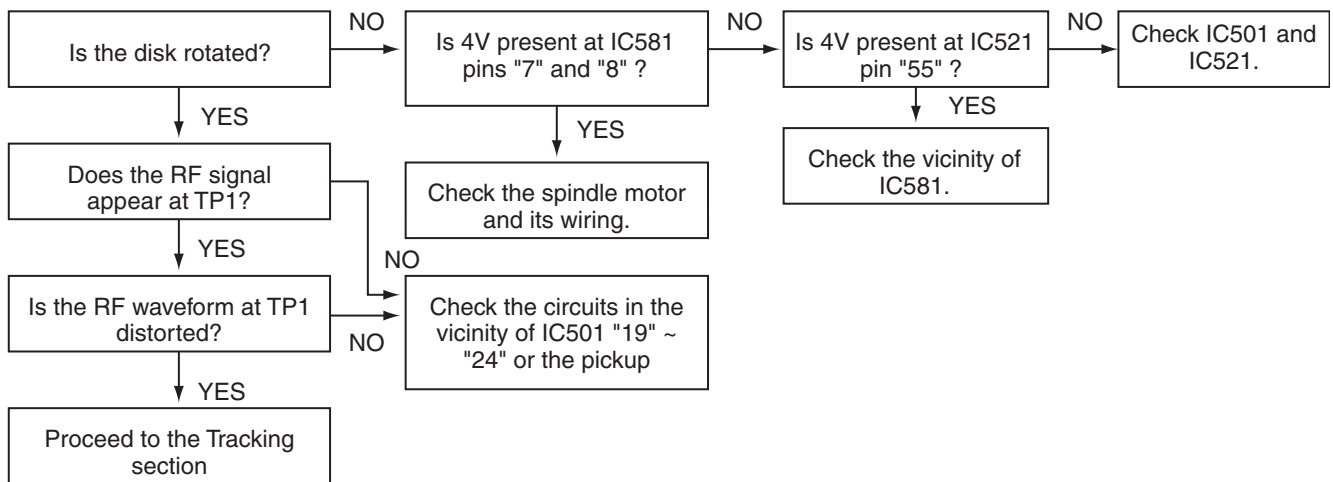 Is the disk rotated?
NO
Is 4V present at IC581
pins "7" and "8" ?
NO
Is 4V present at IC521
pin "55" ?
NO
Check IC501 and
IC521.
YES
YES
YES
Does the RF signal
appear at TP1?
Check the spindle motor
and its wiring.
Check the vicinity of
IC581.
YES
NO
Is the RF waveform at TP1
distorted?
NO
Check the circuits in the
vicinity of IC501 "19" ~
"24" or the pickup
YES
Proceed to the Tracking
section